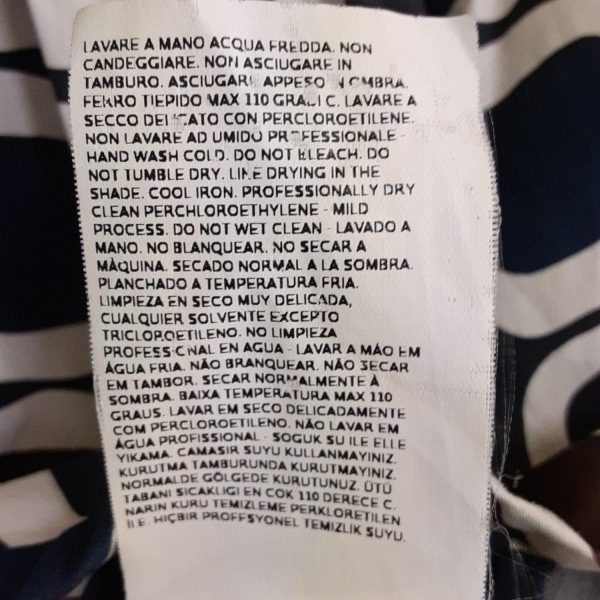 LAVARE A MANO ACQUA FREDDA. NON
CANDEGGIARE. NON ASCIUGARE IN
TAMBURO. ASCIUGARE APPESO IN OMBRA.
FERRO TIEPIDO MAX 110 GRADI C. LAVARE A
SECCO DELICATO CON PERCLOROETILENE.
NON LAVARE AD UMIDO PROFESSIONALE -
HAND WASH COLD. DO NOT BLEACH. DO
NOT TUMBLE DRY. LINE DRYING IN THE
SHADE. COOL IRON. PROFESSIONALLY DRY
CLEAN PERCHLOROETHYLENE - MILD
PROCESS. DO NOT WET CLEAN - LAVADO A
MANO. NO BLANQUEAR. NO SECAR A
MÀQUINA. SECADO NORMAL A LA SOMBRA.
PLANCHADO A TEMPERATURA FRIA.
LIMPIEZA EN SECO MUY DELICADA,
CUALQUIER SOLVENTE EXCEPTO
TRICLOROETILENO. NO LIMPIEZA
PROFESSIONAL EN AGUA - LAVAR A MÁO EM
ÁGUA FRIA. NÃO BRANQUEAR. NÃO SECAR
EM TAMBOR. SECAR NORMALMENTE À
SOMBRA. BAIXA TEMPERATURA MAX 110
GRAUS. LAVAR EM SECO DELICADAMENTE
COM PERCLOROETILENO. NÃO LAVAR EM
ÁGUA PROFISSIONAL - SOGUK SU ILE ELLE
YIKAMA. CAMASIR SUYU KULLANMAYINIZ.
KURUTMA TAMBURUNDA KURUTMAYINIZ.
NORMALDE GÖLGEDE KURUTUNUZ. ÜTÜ
TABANI SICAKLIGI EN COK 110 DERECE C.
NARIN KURU TEMIZLEME PERKLORETILEN
ILE. HIÇBIR PROFFSYONEL TEMIZLIK SUYU.